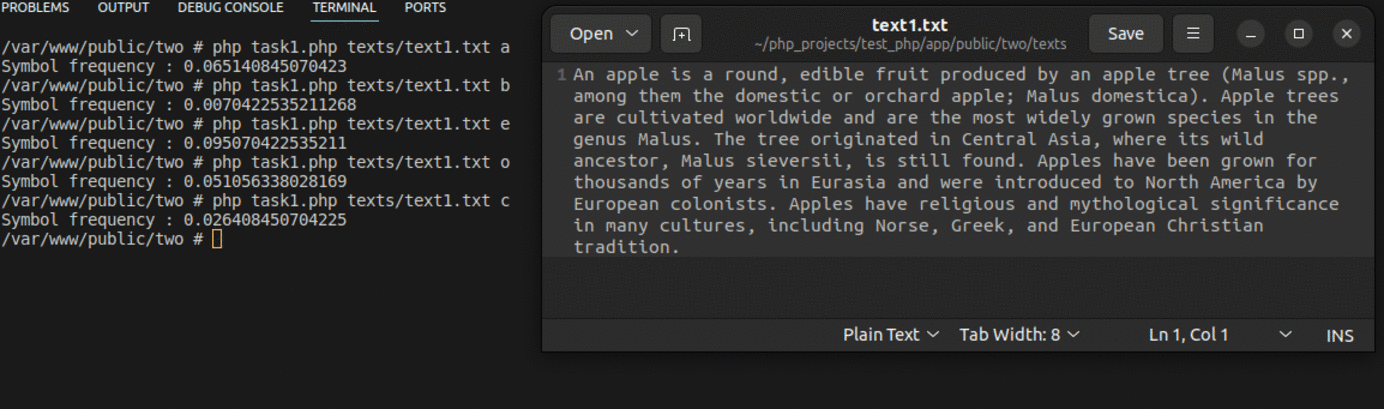 PROBLEMS OUTPUT DEBUG CONSOLE TERMINAL PORTS
/var/www/public/two # php task1.php texts/text1.txt a
Symbol frequency : 0.065140845070423
/var/www/public/two # php task1.php texts/text1.txt b
Symbol frequency : 0.0070422535211268
/var/www/public/two # php task1.php texts/text1.txt e
Symbol frequency : 0.095070422535211
/var/www/public/two # php task1.php texts/text1.txt o
Symbol frequency : 0.051056338028169
/var/www/public/two # php task1.php texts/text1.txt c
Symbol frequency : 0.026408450704225
/var/www/public/two #
Open
text1.txt
~/php_projects/test_php/app/public/two/texts
Save
1 An apple is a round, edible fruit produced by an apple tree (Malus spp.,
among them the domestic or orchard apple; Malus domestica). Apple trees
are cultivated worldwide and are the most widely grown species in the
genus Malus. The tree originated in Central Asia, where its wild
ancestor, Malus sieversii, is still found. Apples have been grown for
thousands of years in Eurasia and were introduced to North America by
European colonists. Apples have religious and mythological significance
in many cultures, including Norse, Greek, and European Christian
tradition.
Plain Text Tab Width: 8 Ln 1, Col 1 INS